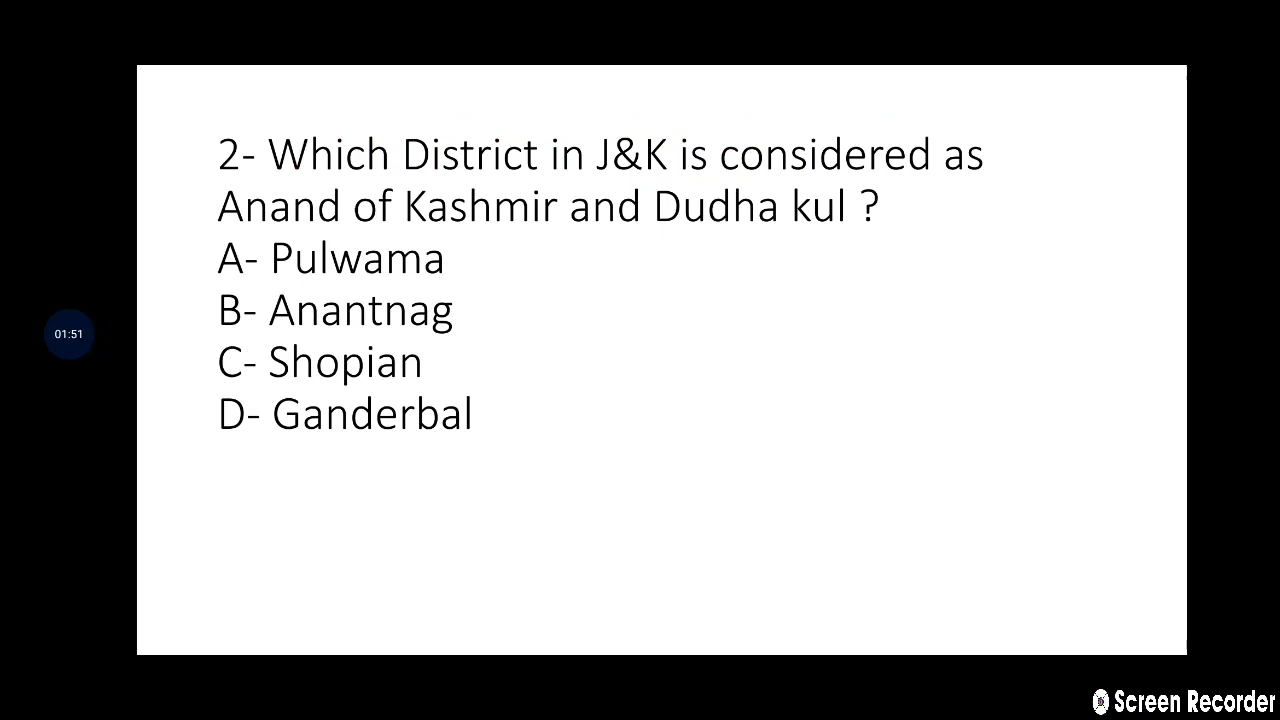 2- Which District in J&K is considered as
Anand of Kashmir and Dudha kul ?
A- Pulwama
B- Anantnag
C- Shopian
D- Ganderbal
01:51
Screen Recorder